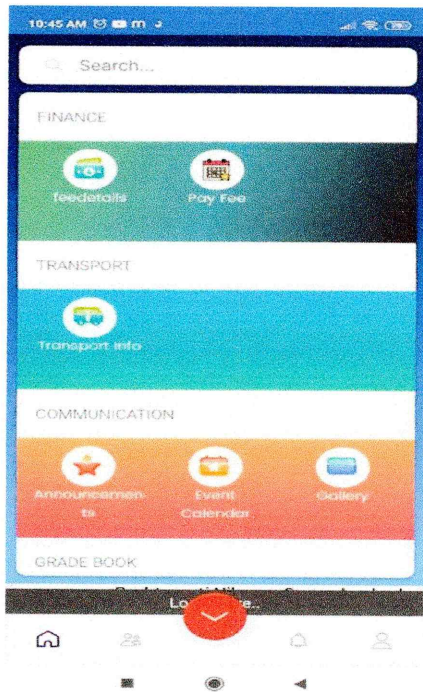 10:45 AM
Search...
FINANCE
feedetails
Pay Fee
TRANSPORT
Transport Info
COMMUNICATION
Announcemen-
ts
Event
Calendar
Gallery
GRADE BOOK